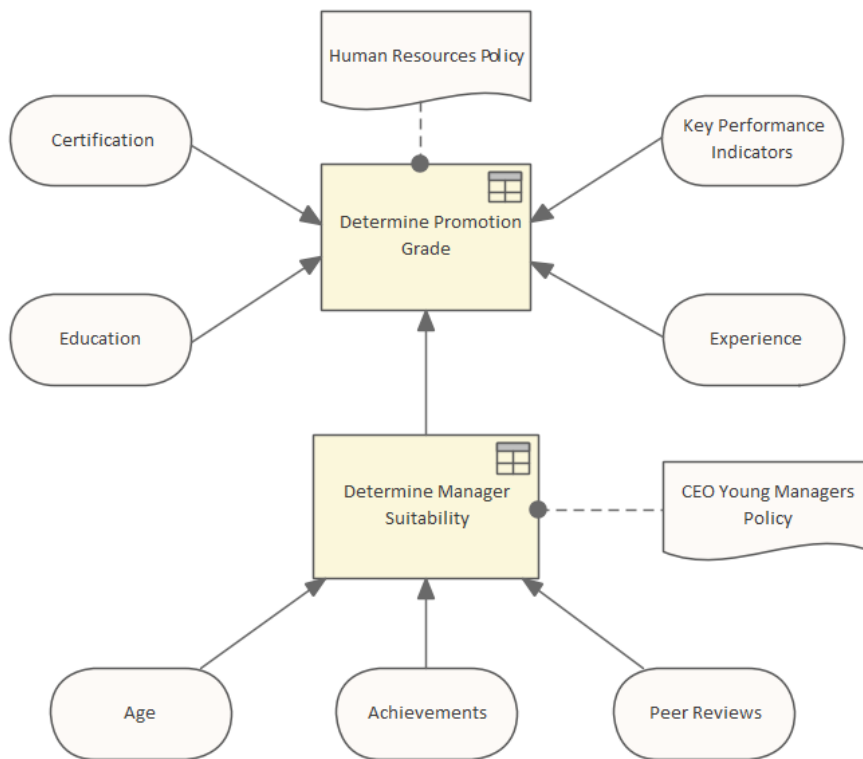 Human Resources Policy
Certification
Key Performance
Indicators
Determine Promotion
Grade
Education
Experience
Determine Manager
Suitability
CEO Young Managers
Policy
Age
Achievements
Peer Reviews